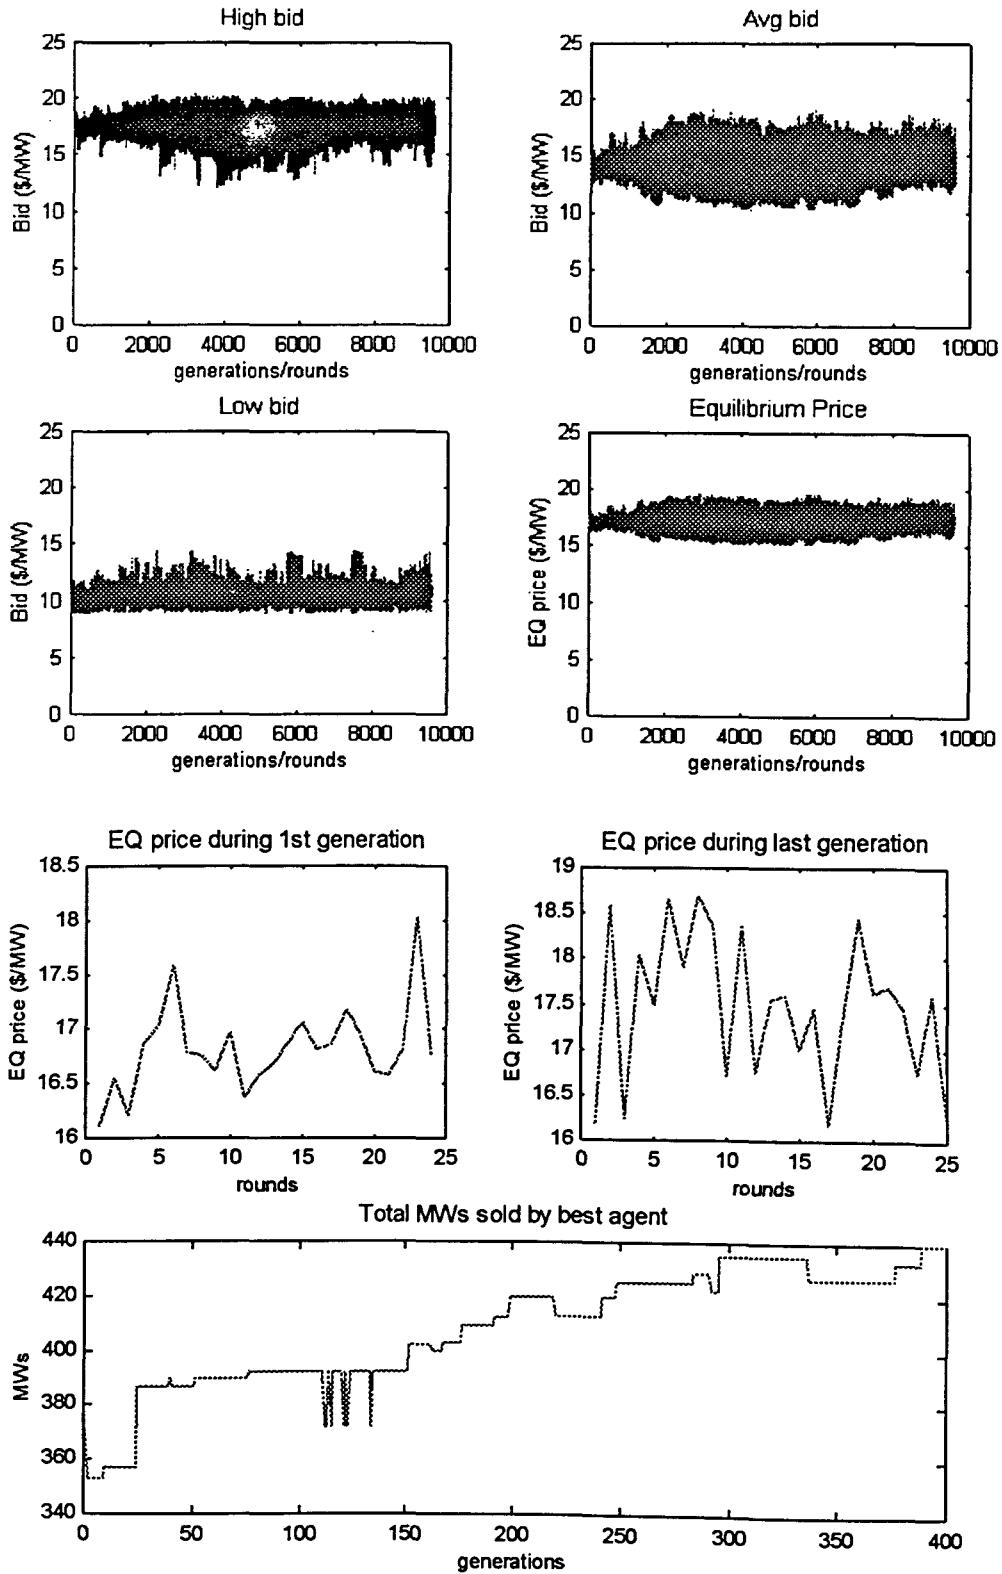 High bid
25
20
15
10
5
0
Bid ($/MW)
0 2000 4000 6000 8000 10000
generations/rounds
Avg bid
25
20
15
10
5
0
Bid ($/MW)
0 2000 4000 6000 8000 10000
generations/rounds
Low bid
25
20
15
10
5
0
Bid ($/MW)
0 2000 4000 6000 8000 10000
generations/rounds
Equilibrium Price
25
20
15
10
5
0
EQ price ($/MW)
0 2000 4000 6000 8000 10000
generations/rounds
EQ price during 1st generation
18.5
18
17.5
17
16.5
16
EQ price ($/MW)
0 5 10 15 20 25
rounds
EQ price during last generation
19
18.5
18
17.5
17
16.5
16
EQ price ($/MW)
0 5 10 15 20 25
rounds
Total MWs sold by best agent
440
420
400
380
360
340
MWs
0 50 100 150 200 250 300 350 400
generations